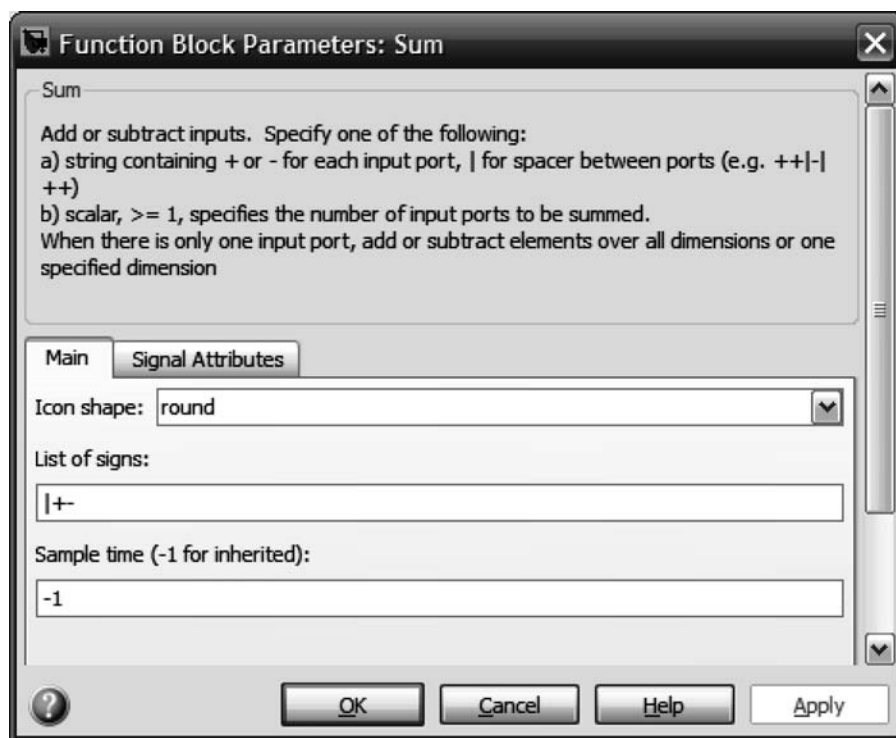 Function Block Parameters: Sum
Sum
Add or subtract inputs. Specify one of the following:
a) string containing + or - for each input port, | for spacer between ports (e.g. ++|-|
++)
b) scalar, >= 1, specifies the number of input ports to be summed.
When there is only one input port, add or subtract elements over all dimensions or one
specified dimension
Main Signal Attributes
Icon shape: round
List of signs:
|+-
Sample time (-1 for inherited):
-1
? OK Cancel Help Apply